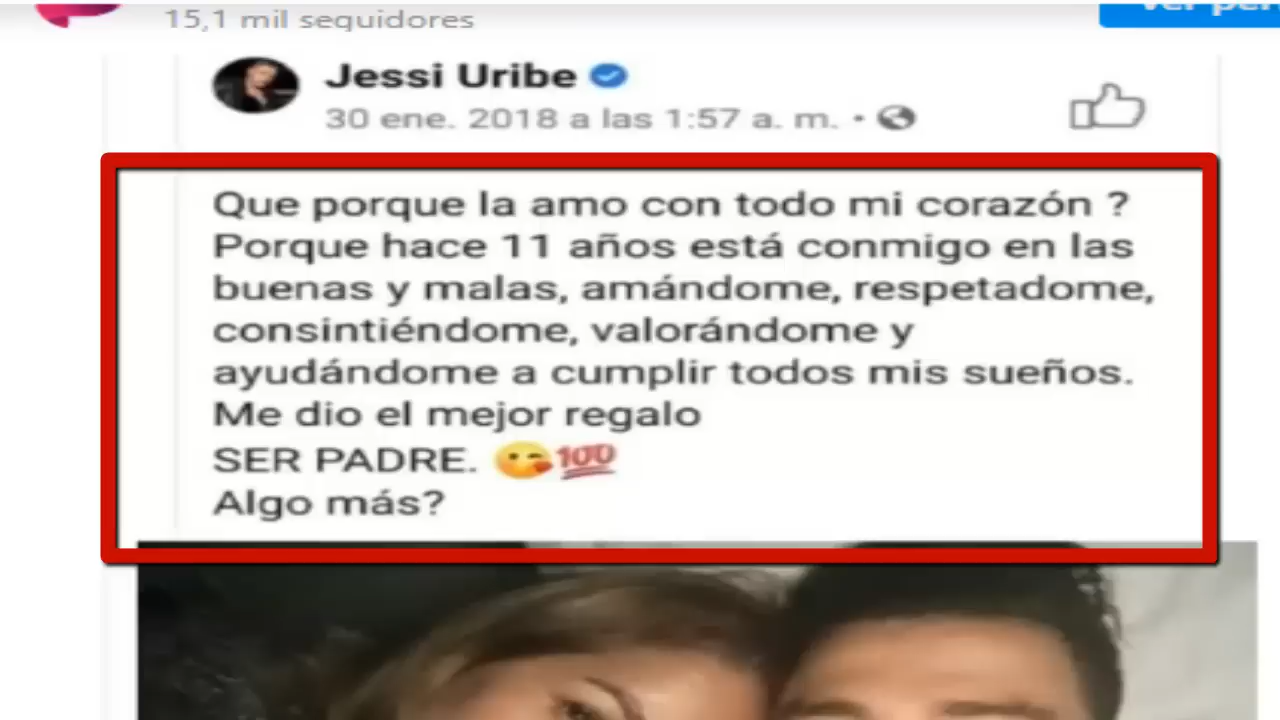 15,1 mil seguidores
Jessi Uribe
30 ene. 2018 a las 1:57 a. m. •
Que porque la amo con todo mi corazón ?
Porque hace 11 años está conmigo en las
buenas y malas, amándome, respetadome,
consintiéndome, valorándome y
ayudándome a cumplir todos mis sueños.
Me dio el mejor regalo
SER PADRE. 😘💯
Algo más?